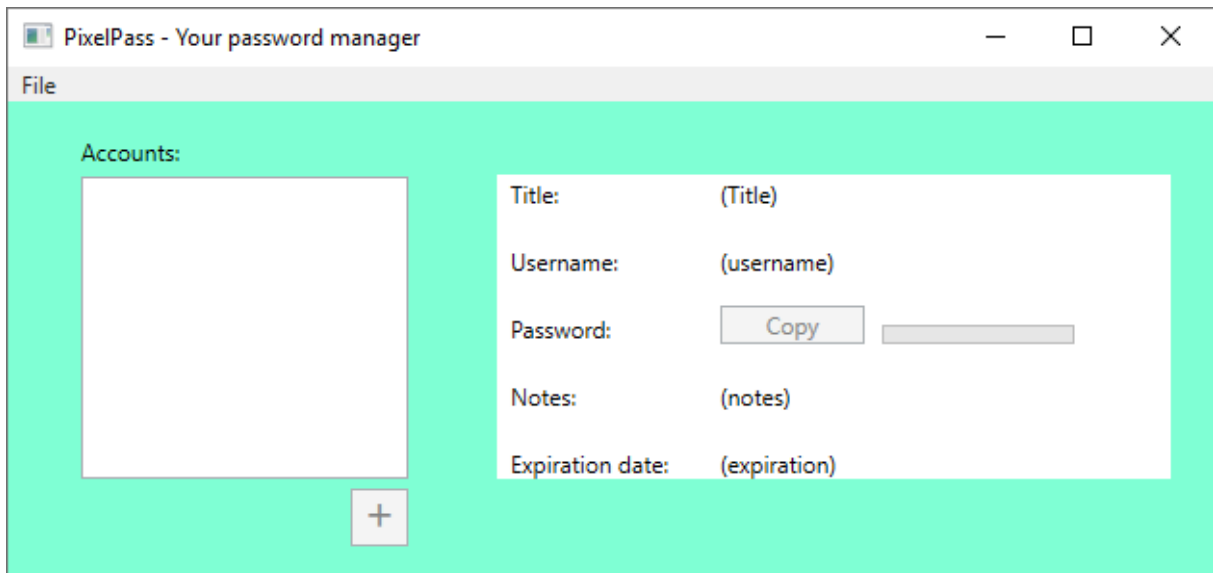 PixelPass - Your password manager
File
Accounts:
Title: (Title)
Username: (username)
Password: Copy
Notes: (notes)
Expiration date: (expiration)
+